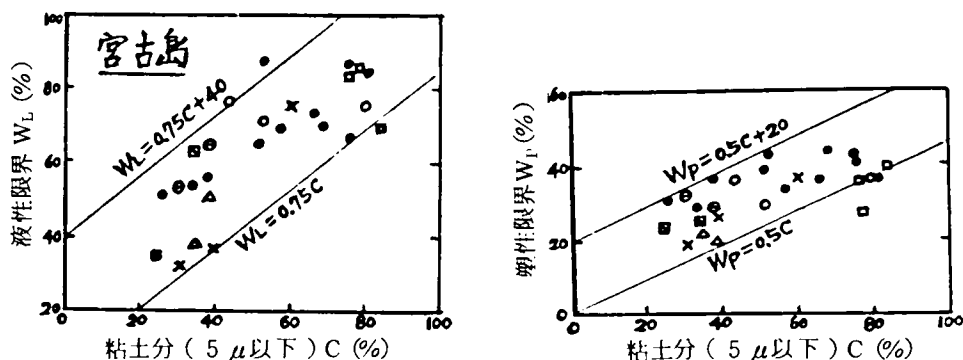 宮古島
液性限界 WL (%)
100
80
60
40
20
WL=0.75C+40
WL=0.75C
0 20 40 60 80 100
粘土分 ( 5 μ以下 ) C (%)
塑性限界 WP (%)
60
40
20
0
WP=0.5C+20
WP=0.5C
0 20 40 60 80 100
粘土分 ( 5 μ以下 ) C (%)